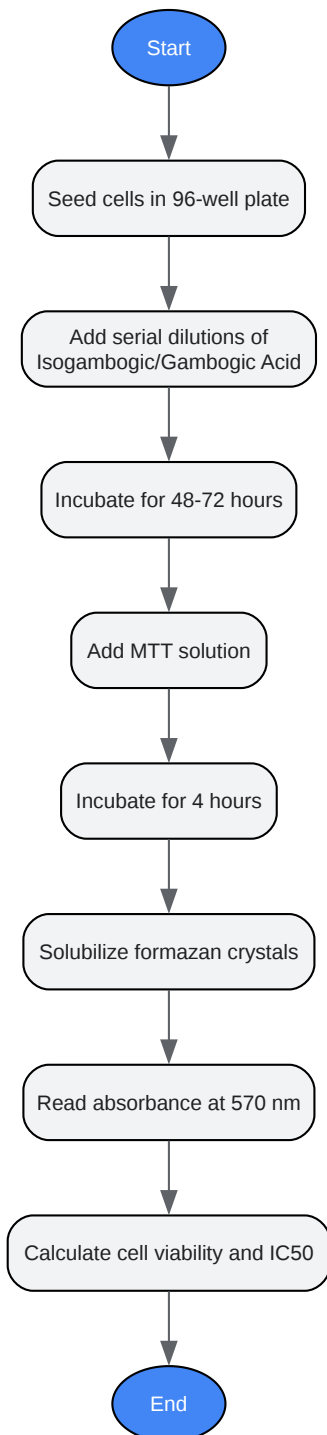 Start
Seed cells in 96-well plate
Add serial dilutions of
Isogambogic/Gambogic Acid
Incubate for 48-72 hours
Add MTT solution
Incubate for 4 hours
Solubilize formazan crystals
Read absorbance at 570 nm
Calculate cell viability and IC50
End